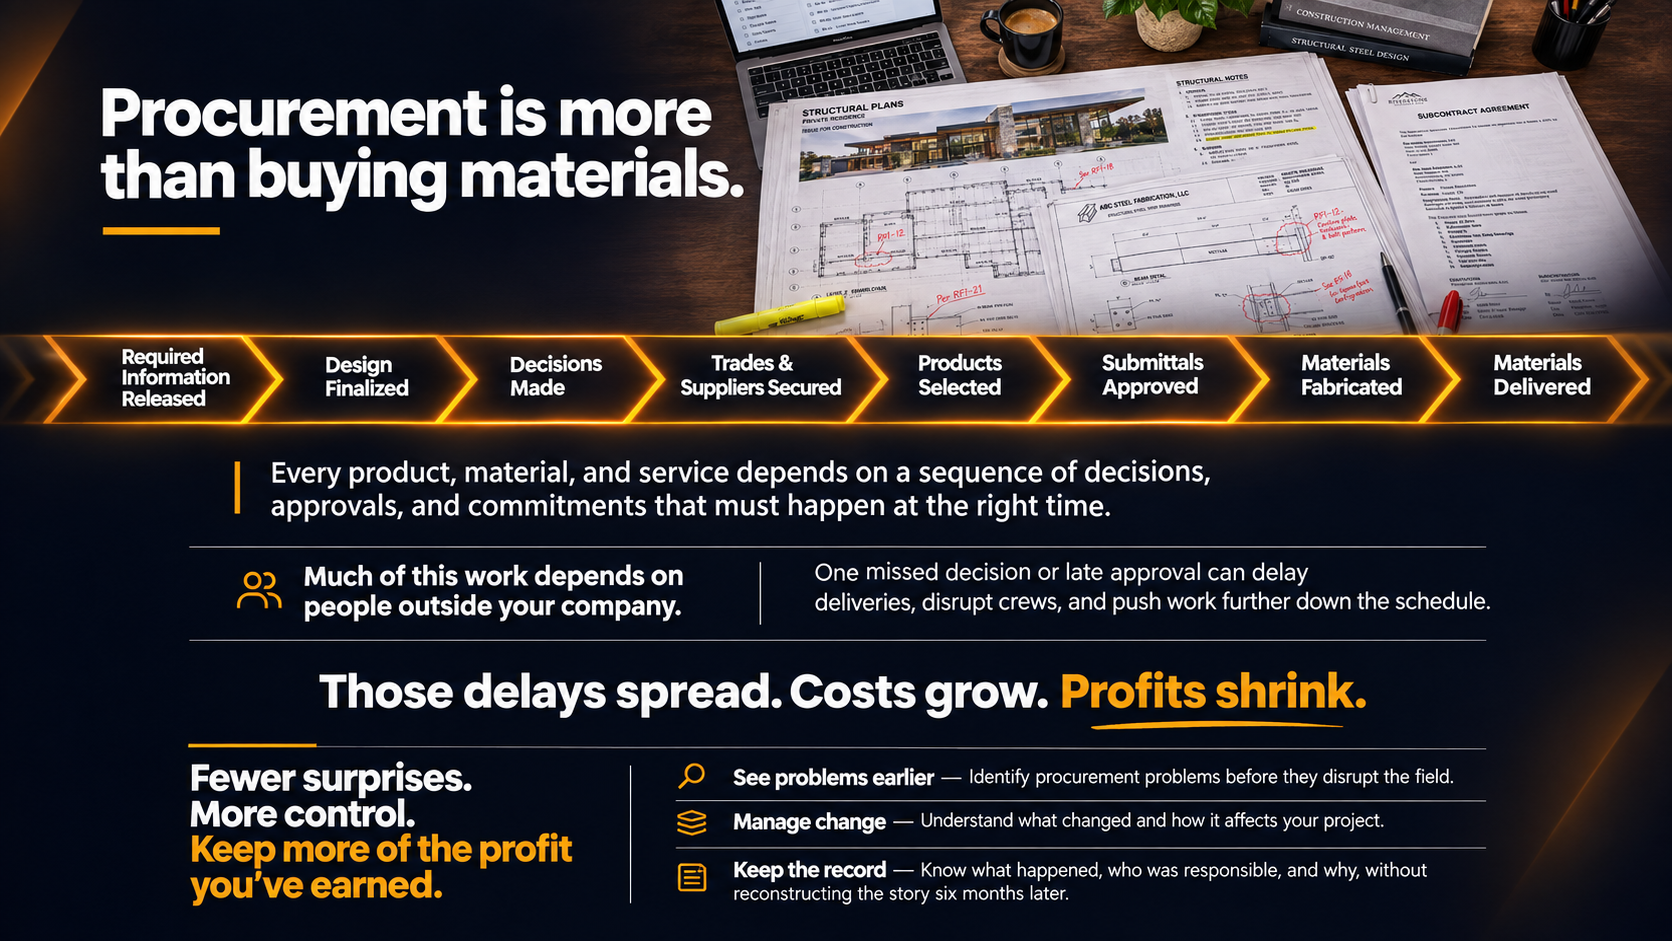 Procurement is more
than buying materials.
CONSTRUCTION MANAGEMENT
STRUCTURAL STEEL DESIGN
STRUCTURAL PLANS
PRIVATE RESIDENCE
ISSUE FOR CONSTRUCTION
STRUCTURAL NOTES
See RFI-18
RFI-12
Per RFI-21
ABC STEEL FABRICATION, LLC
BEAM DETAIL
RFI-12
SUBCONTRACT AGREEMENT
Required
Information
Released
Design
Finalized
Decisions
Made
Trades &
Suppliers Secured
Products
Selected
Submittals
Approved
Materials
Fabricated
Materials
Delivered
Every product, material, and service depends on a sequence of decisions,
approvals, and commitments that must happen at the right time.
Much of this work depends on
people outside your company.
One missed decision or late approval can delay
deliveries, disrupt crews, and push work further down the schedule.
Those delays spread. Costs grow. Profits shrink.
Fewer surprises.
More control.
Keep more of the profit
you've earned.
See problems earlier — Identify procurement problems before they disrupt the field.
Manage change — Understand what changed and how it affects your project.
Keep the record — Know what happened, who was responsible, and why, without
reconstructing the story six months later.